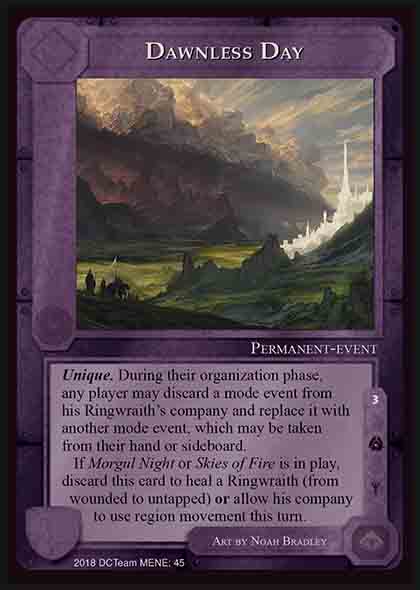 Dawnless Day
Permanent-event
Unique. During their organization phase,
any player may discard a mode event from
his Ringwraith's company and replace it with
another mode event, which may be taken
from their hand or sideboard.
If Morgul Night or Skies of Fire is in play,
discard this card to heal a Ringwraith (from
wounded to untapped) or allow his company
to use region movement this turn.
3
Art by Noah Bradley
2018 DCTeam MENE: 45